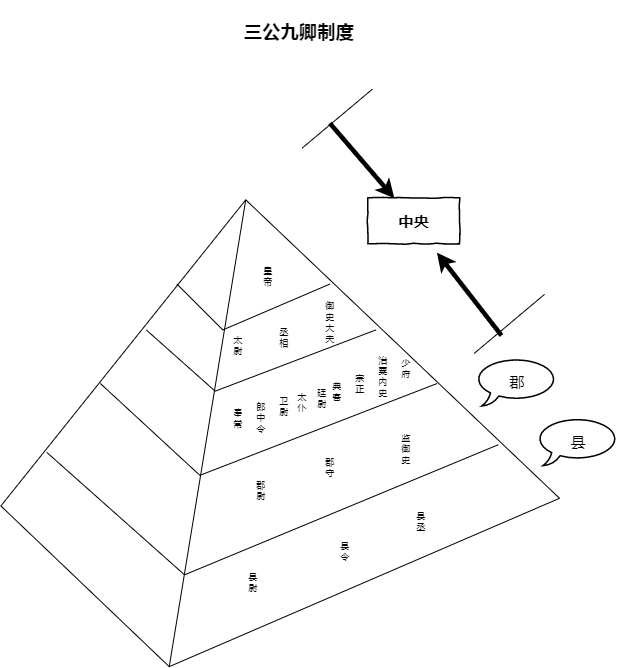 三公九卿制度
中央
皇帝
太尉
丞相
御史大夫
奉常
郎中令
卫尉
太仆
廷尉
典客
宗正
治粟内史
少府
郡
郡尉
郡守
监御史
县
县尉
县令
县丞